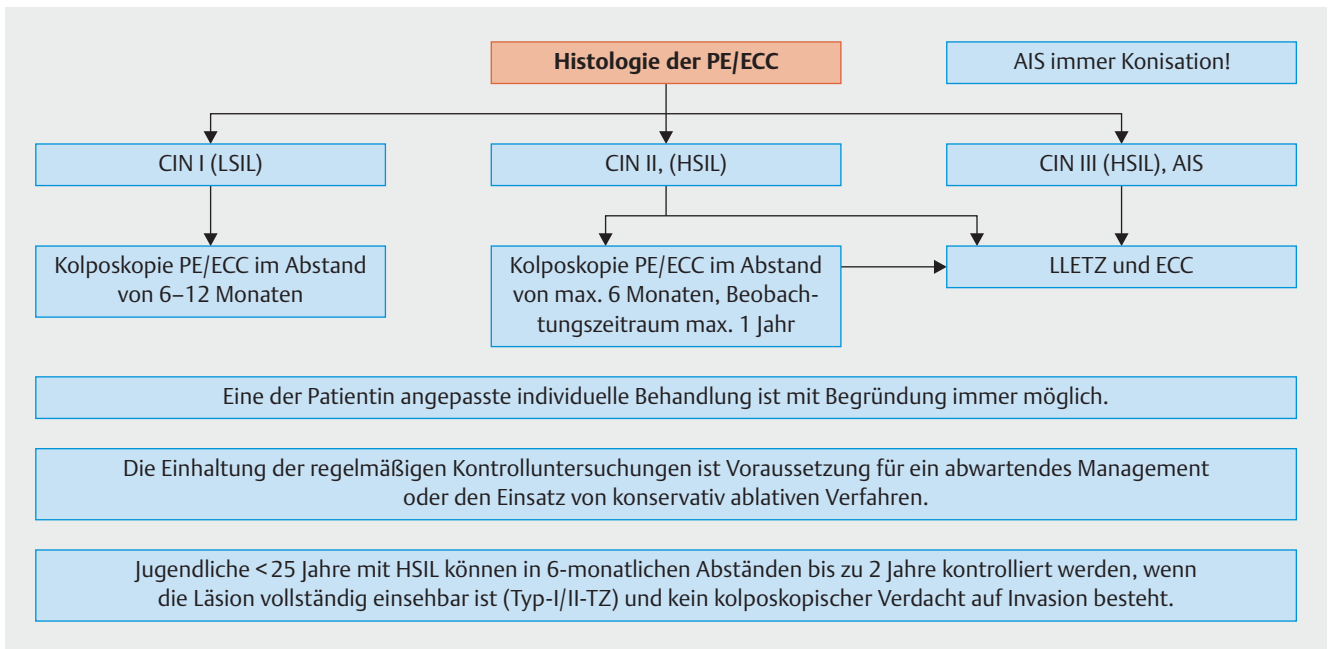 Histologie der PE/ECC
AIS immer Konisation!
CIN I (LSIL)
CIN II, (HSIL)
CIN III (HSIL), AIS
Kolposkopie PE/ECC im Abstand
von 6–12 Monaten
Kolposkopie PE/ECC im Abstand
von max. 6 Monaten, Beobach-
tungszeitraum max. 1 Jahr
LLETZ und ECC
Eine der Patientin angepasste individuelle Behandlung ist mit Begründung immer möglich.
Die Einhaltung der regelmäßigen Kontrolluntersuchungen ist Voraussetzung für ein abwartendes Management
oder den Einsatz von konservativ ablativen Verfahren.
Jugendliche <25 Jahre mit HSIL können in 6-monatlichen Abständen bis zu 2 Jahre kontrolliert werden, wenn
die Läsion vollständig einsehbar ist (Typ-I/II-TZ) und kein kolposkopischer Verdacht auf Invasion besteht.